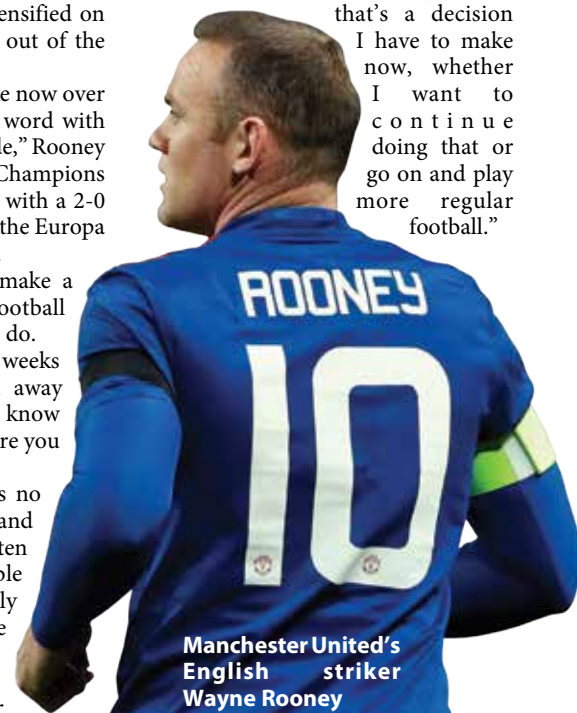 ensified on
out of the
e now over
word with
le,” Rooney
Champions
with a 2-0
the Europa
make a
ootball
do.
weeks
away
know
re you
s no
and
ten
ble
ly
e
that’s a decision
I have to make
now, whether
I want to
continue
doing that or
go on and play
more regular
football.”
ROONEY
10
Manchester United’s
English striker
Wayne Rooney